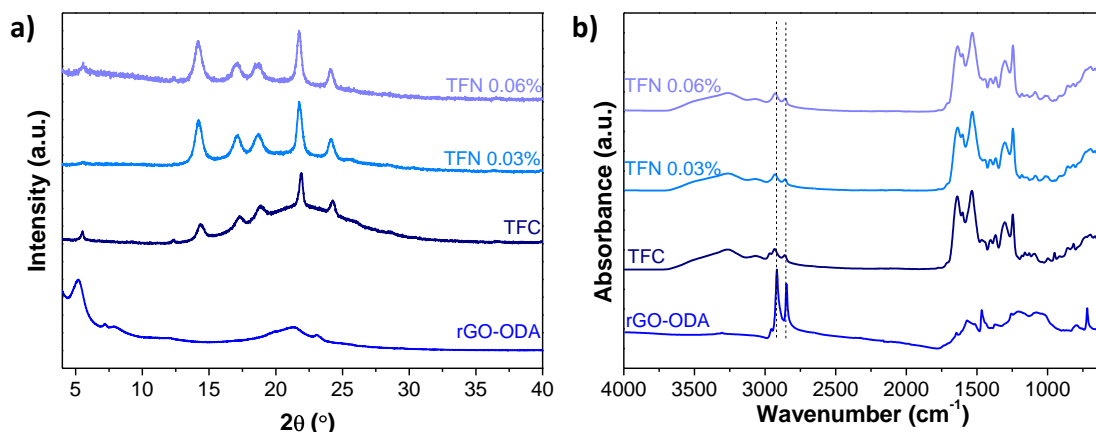 a)
Intensity (a.u.)
TFN 0.06%
TFN 0.03%
TFC
rGO-ODA
5 10 15 20 25 30 35 40
2θ (°)
b)
Absorbance (a.u.)
TFN 0.06%
TFN 0.03%
TFC
rGO-ODA
4000 3500 3000 2500 2000 1500 1000
Wavenumber (cm⁻¹)